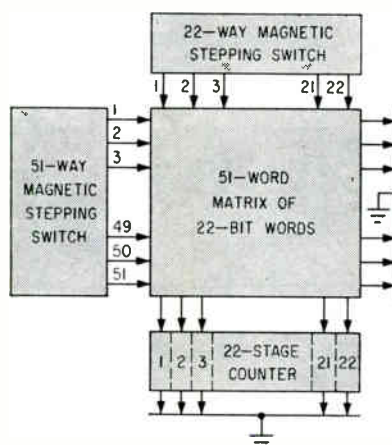 22-WAY MAGNETIC
STEPPING SWITCH
1 2 3 21 22
51-WAY
MAGNETIC
STEPPING
SWITCH
1
2
3
49
50
51
51-WORD
MATRIX OF
22-BIT WORDS
1 2 3 22-STAGE COUNTER 21 22